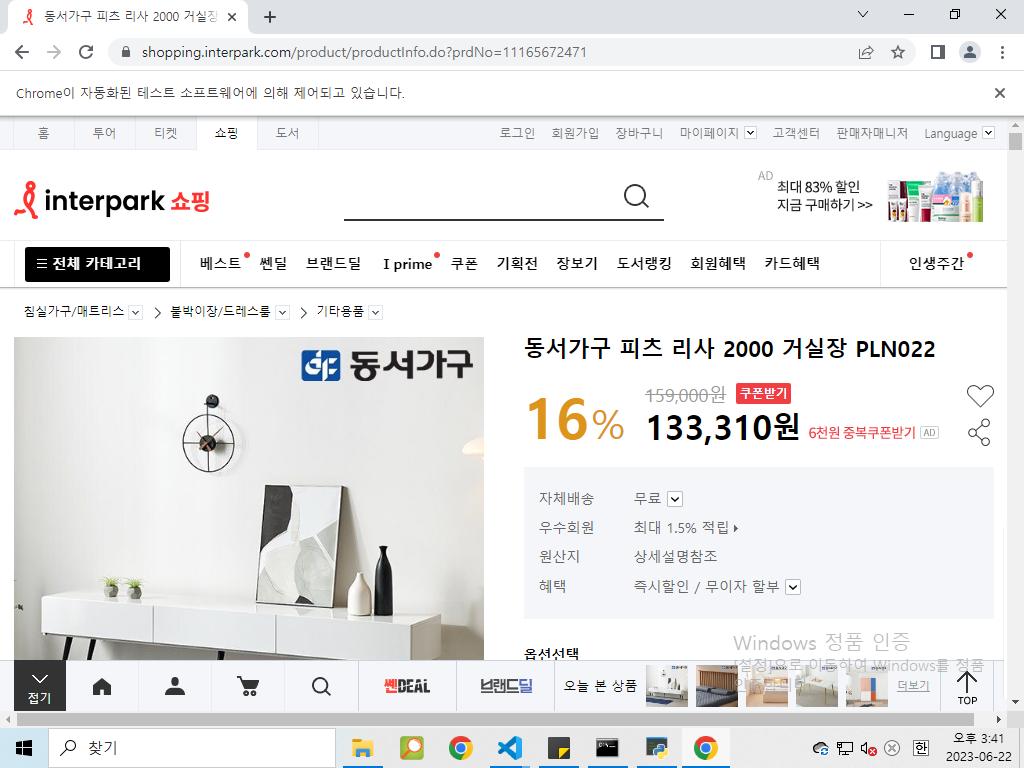 동서가구 피츠 리사 2000 거실장
shopping.interpark.com/product/productInfo.do?prdNo=11165672471
Chrome이 자동화된 테스트 소프트웨어에 의해 제어되고 있습니다.
홈 투어 티켓 쇼핑 도서 로그인 회원가입 장바구니 마이페이지 고객센터 판매자매니저 Language
interpark 쇼핑
AD 최대 83% 할인
지금 구매하기 >>
전체 카테고리 베스트 쎈딜 브랜드딜 I prime 쿠폰 기획전 장보기 도서랭킹 회원혜택 카드혜택 인생주간
침실가구/매트리스 > 붙박이장/드레스룸 > 기타용품
동서가구
동서가구 피츠 리사 2000 거실장 PLN022
16% 159,000원 쿠폰받기
133,310원 6천원 중복쿠폰받기 AD
자체배송 무료
우수회원 최대 1.5% 적립
원산지 상세설명참조
혜택 즉시할인 / 무이자 할부
옵션선택
Windows 정품 인증
[설정]으로 이동하여 Windows를 정품
접기 쎈DEAL 브랜드딜 오늘 본 상품 더보기 TOP
찾기
한
오후 3:41
2023-06-22